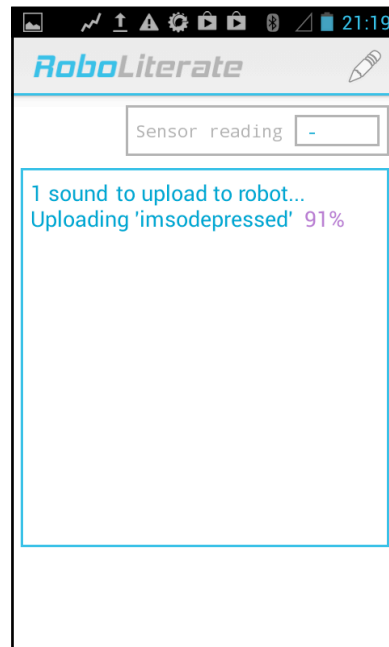 21:19
RoboLiterate
Sensor reading -
1 sound to upload to robot...
Uploading 'imsodepressed' 91%